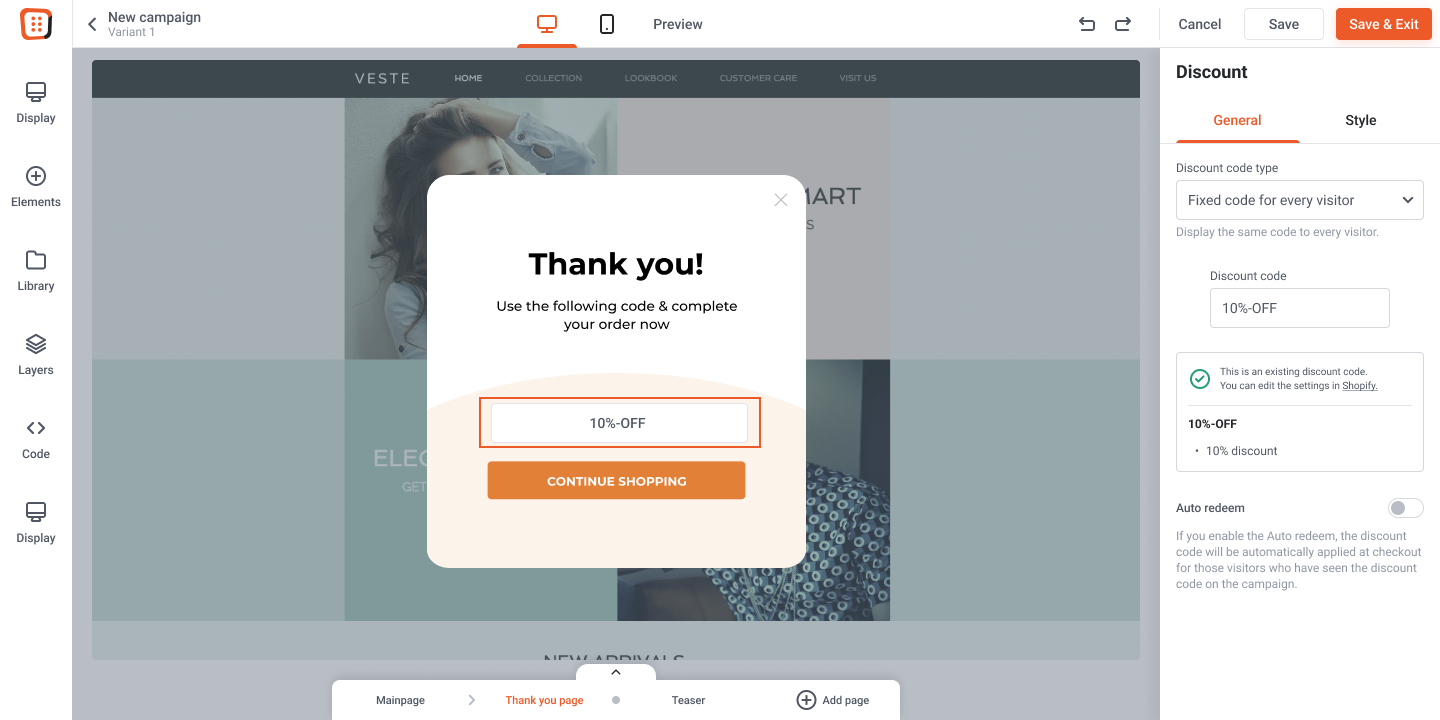 New campaign
Variant 1
Preview
Cancel
Save
Save & Exit
Display
Elements
Library
Layers
Code
Display
VESTE
HOME
COLLECTION
LOOKBOOK
CUSTOMER CARE
VISIT US
MART
S
Thank you!
Use the following code & complete
your order now
10%-OFF
CONTINUE SHOPPING
ELEG
GET
NEW ARRIVALS
Mainpage
Thank you page
Teaser
Add page
Discount
General
Style
Discount code type
Fixed code for every visitor
Display the same code to every visitor.
Discount code
10%-OFF
This is an existing discount code.
You can edit the settings in Shopify.
10%-OFF
• 10% discount
Auto redeem
If you enable the Auto redeem, the discount
code will be automatically applied at checkout
for those visitors who have seen the discount
code on the campaign.